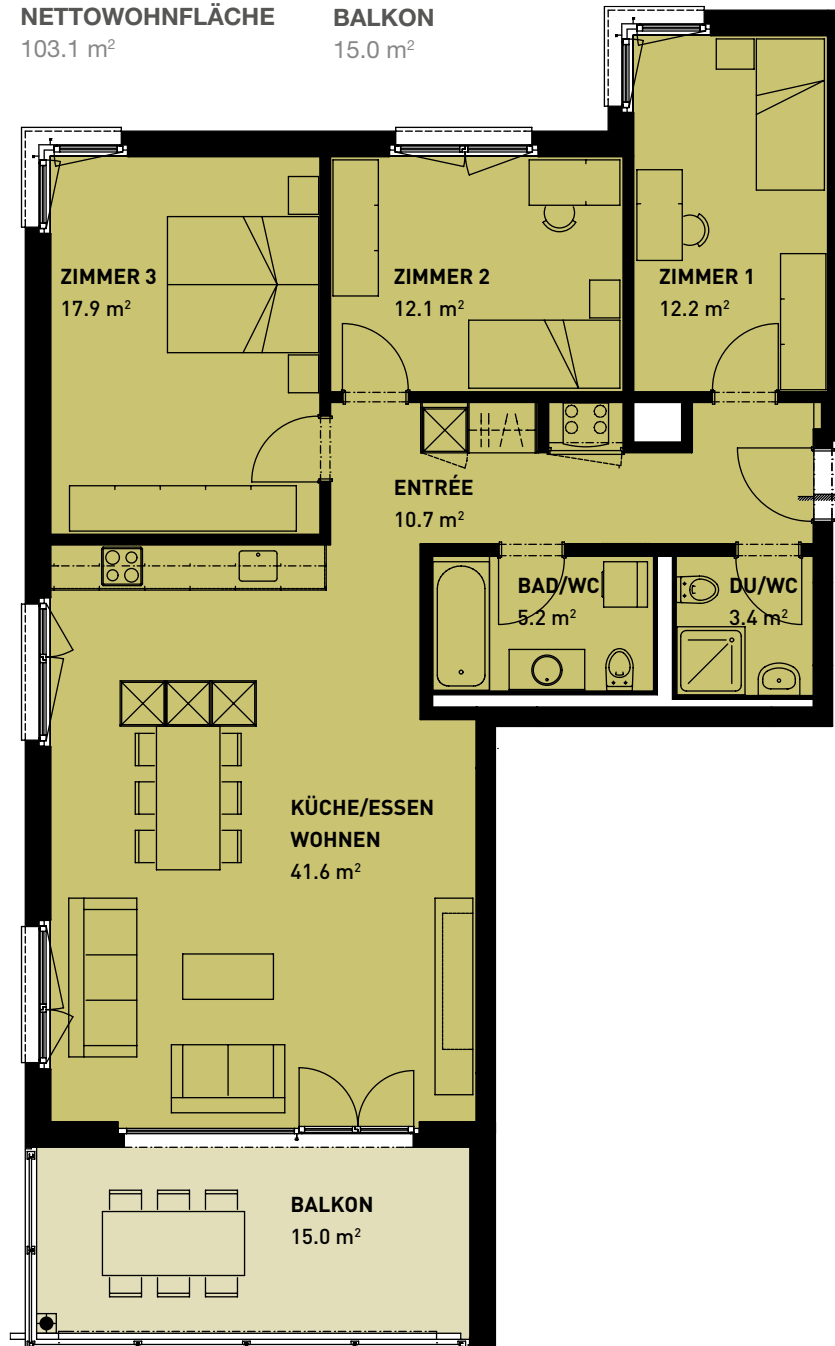 NETTOWOHNFLÄCHE
103.1 m²
BALKON
15.0 m²
ZIMMER 3
17.9 m²
ZIMMER 2
12.1 m²
ZIMMER 1
12.2 m²
ENTRÉE
10.7 m²
BAD/WC
5.2 m²
DU/WC
3.4 m²
KÜCHE/ESSEN
WOHNEN
41.6 m²
BALKON
15.0 m²